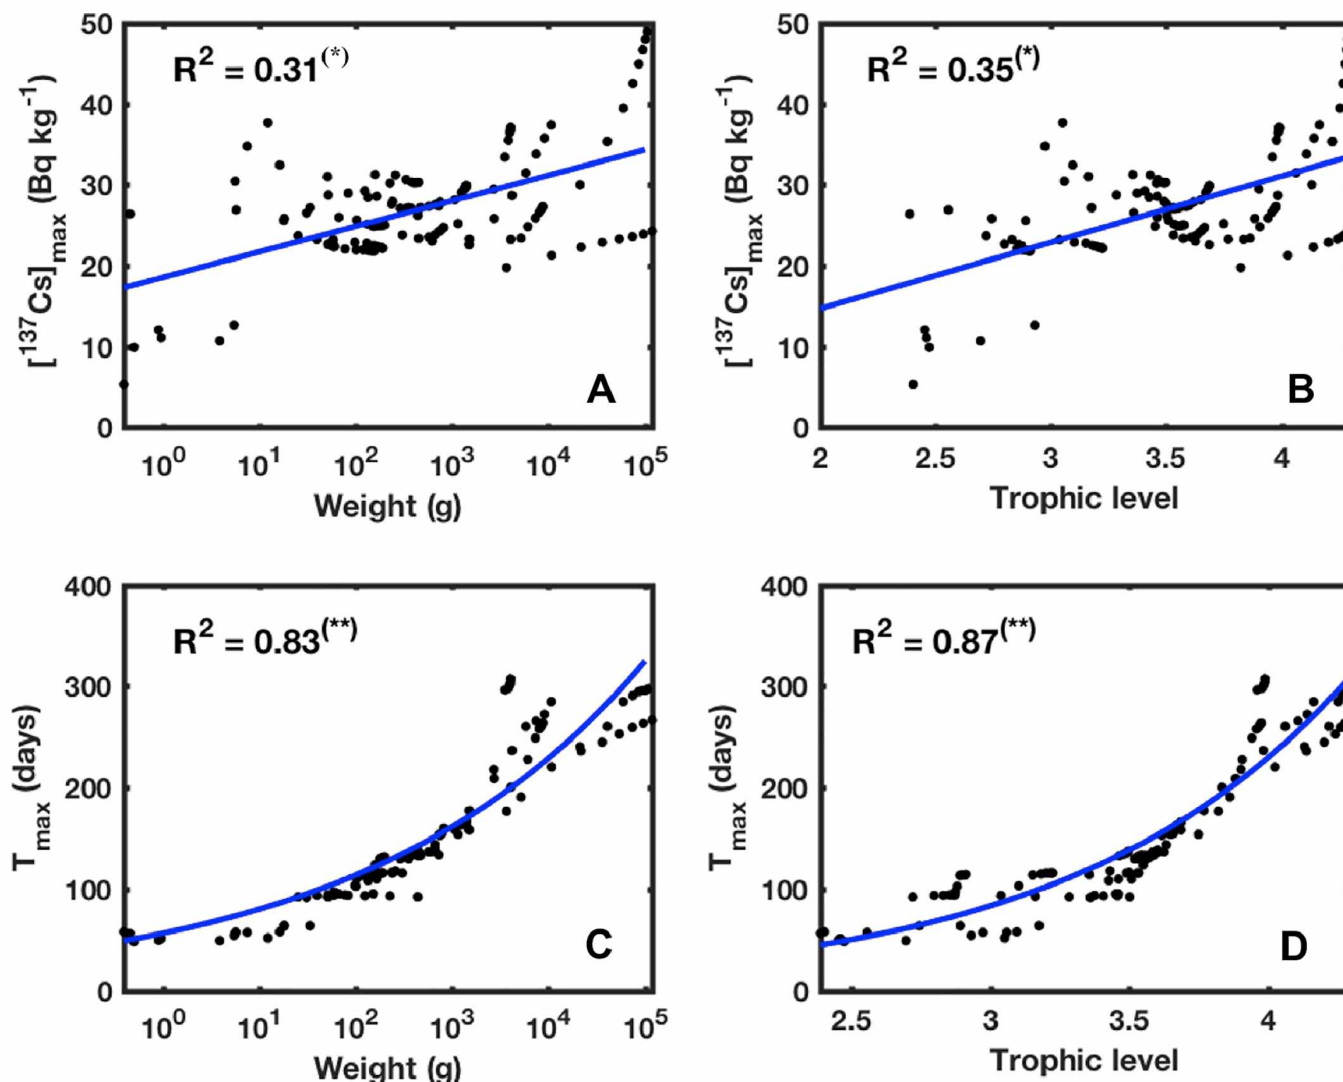 R² = 0.31(*)
[¹³⁷Cs]max (Bq kg⁻¹)
50
40
30
20
10
0
A
10⁰ 10¹ 10² 10³ 10⁴ 10⁵
Weight (g)
R² = 0.35(*)
[¹³⁷Cs]max (Bq kg⁻¹)
50
40
30
20
10
0
B
2 2.5 3 3.5 4
Trophic level
R² = 0.83(**)
Tmax (days)
400
300
200
100
0
C
10⁰ 10¹ 10² 10³ 10⁴ 10⁵
Weight (g)
R² = 0.87(**)
Tmax (days)
400
300
200
100
0
D
2.5 3 3.5 4
Trophic level